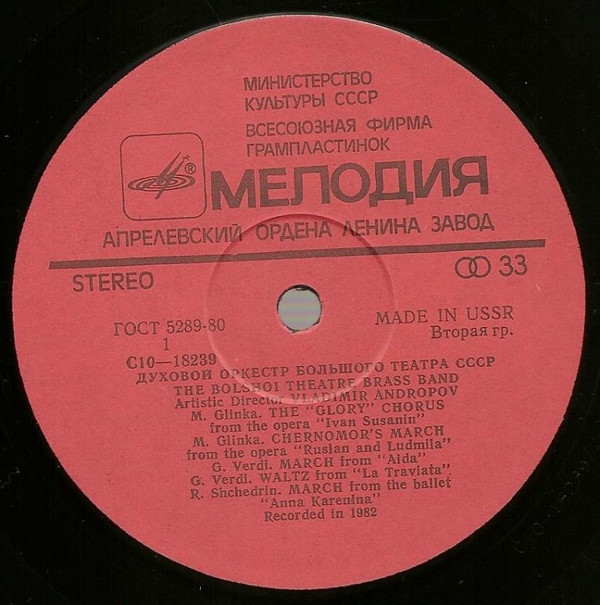 МИНИСТЕРСТВО
КУЛЬТУРЫ СССР
ВСЕСОЮЗНАЯ ФИРМА
ГРАМПЛАСТИНОК
®
МЕЛОДИЯ
АПРЕЛЕВСКИЙ ОРДЕНА ЛЕНИНА ЗАВОД
STEREO
33
ГОСТ 5289-80
MADE IN USSR
1
Вторая гр.
С10—18239
ДУХОВОЙ ОРКЕСТР БОЛЬШОГО ТЕАТРА СССР
THE BOLSHOI THEATRE BRASS BAND
Artistic Director VLADIMIR ANDROPOV
M. Glinka. THE "GLORY" CHORUS
from the opera "Ivan Susanin"
M. Glinka. CHERNOMOR'S MARCH
from the opera "Ruslan and Ludmila"
G. Verdi. MARCH from "Aida"
G. Verdi. WALTZ from "La Traviata"
R. Shchedrin. MARCH from the ballet
"Anna Karenina"
Recorded in 1982